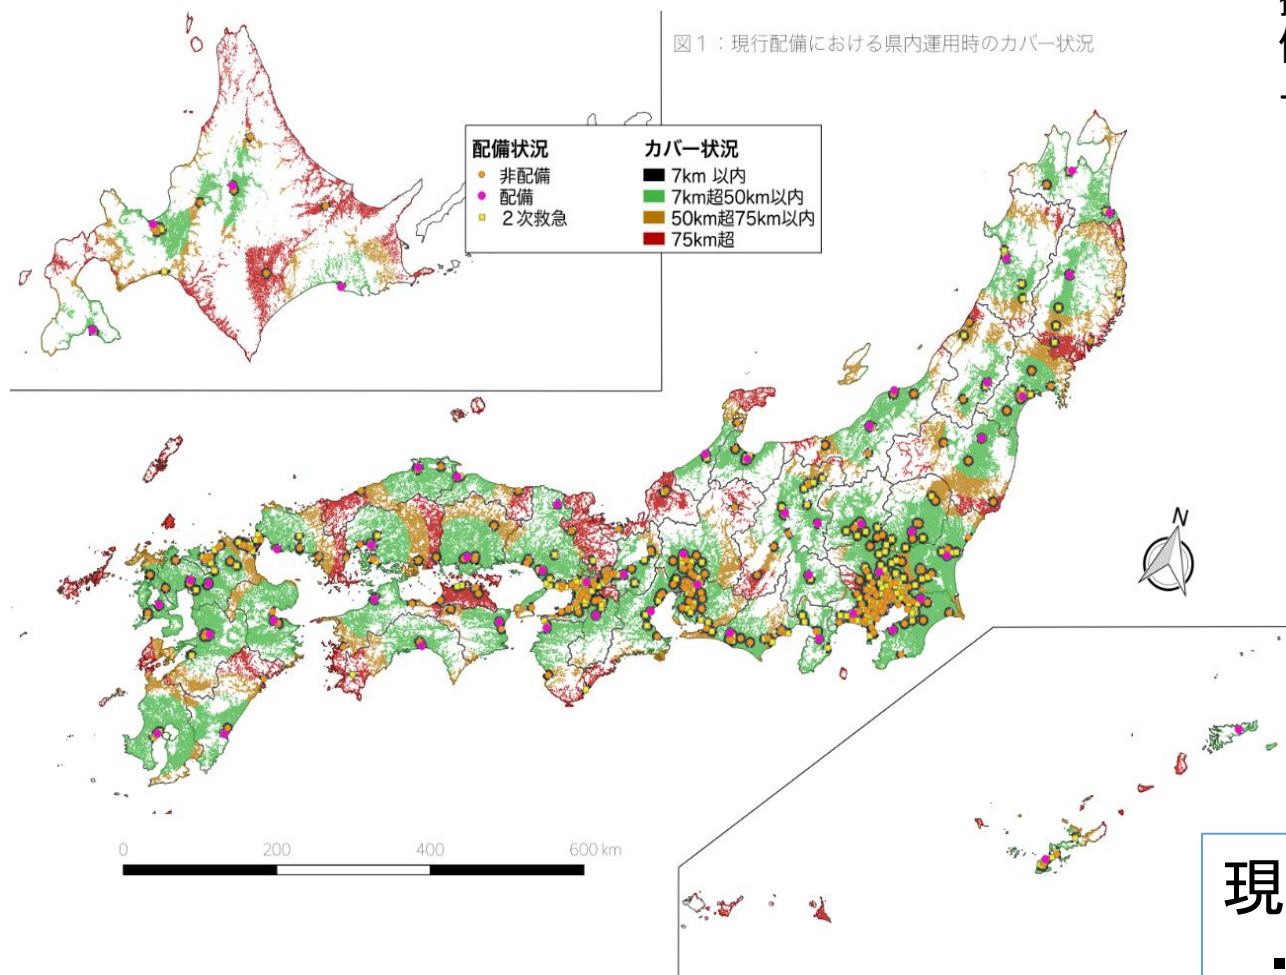 図1：現行配備における県内運用時のカバー状況
配備状況
非配備
配備
２次救急
カバー状況
7km 以内
7km超50km以内
50km超75km以内
75km超
N
0 200 400 600 km
現